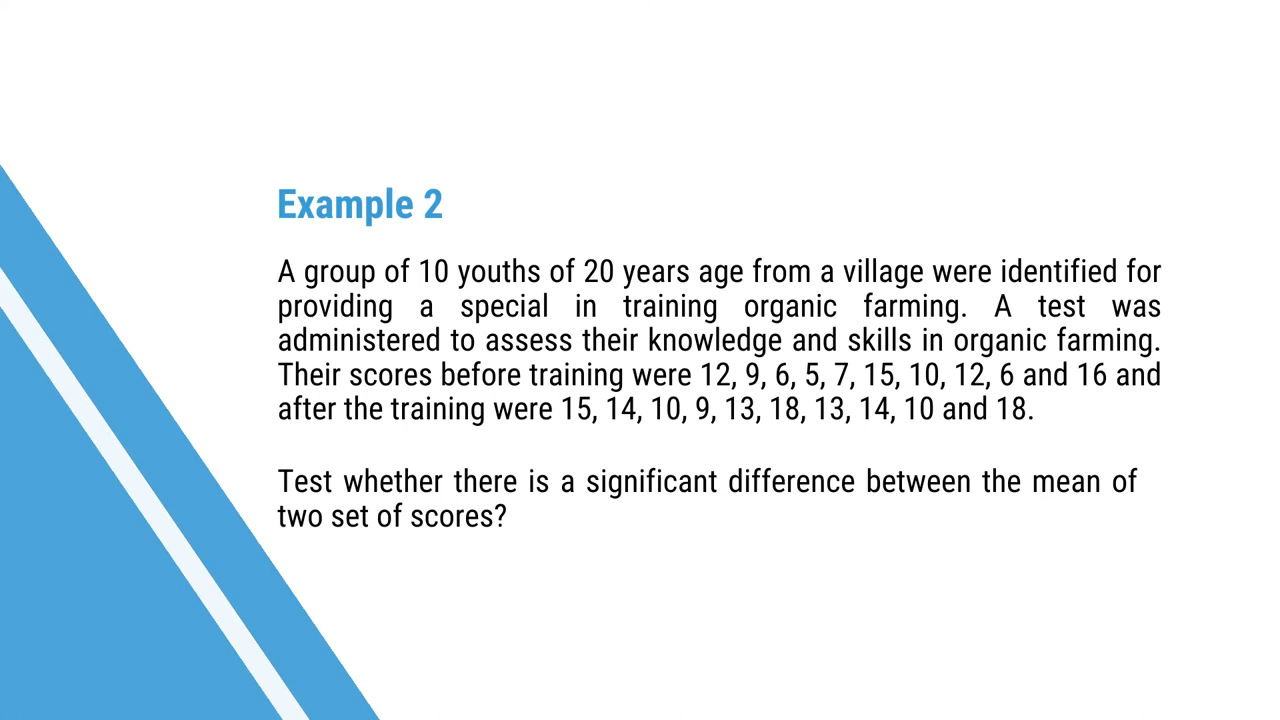 Example 2
A group of 10 youths of 20 years age from a village were identified for
providing a special in training organic farming. A test was
administered to assess their knowledge and skills in organic farming.
Their scores before training were 12, 9, 6, 5, 7, 15, 10, 12, 6 and 16 and
after the training were 15, 14, 10, 9, 13, 18, 13, 14, 10 and 18.
Test whether there is a significant difference between the mean of
two set of scores?